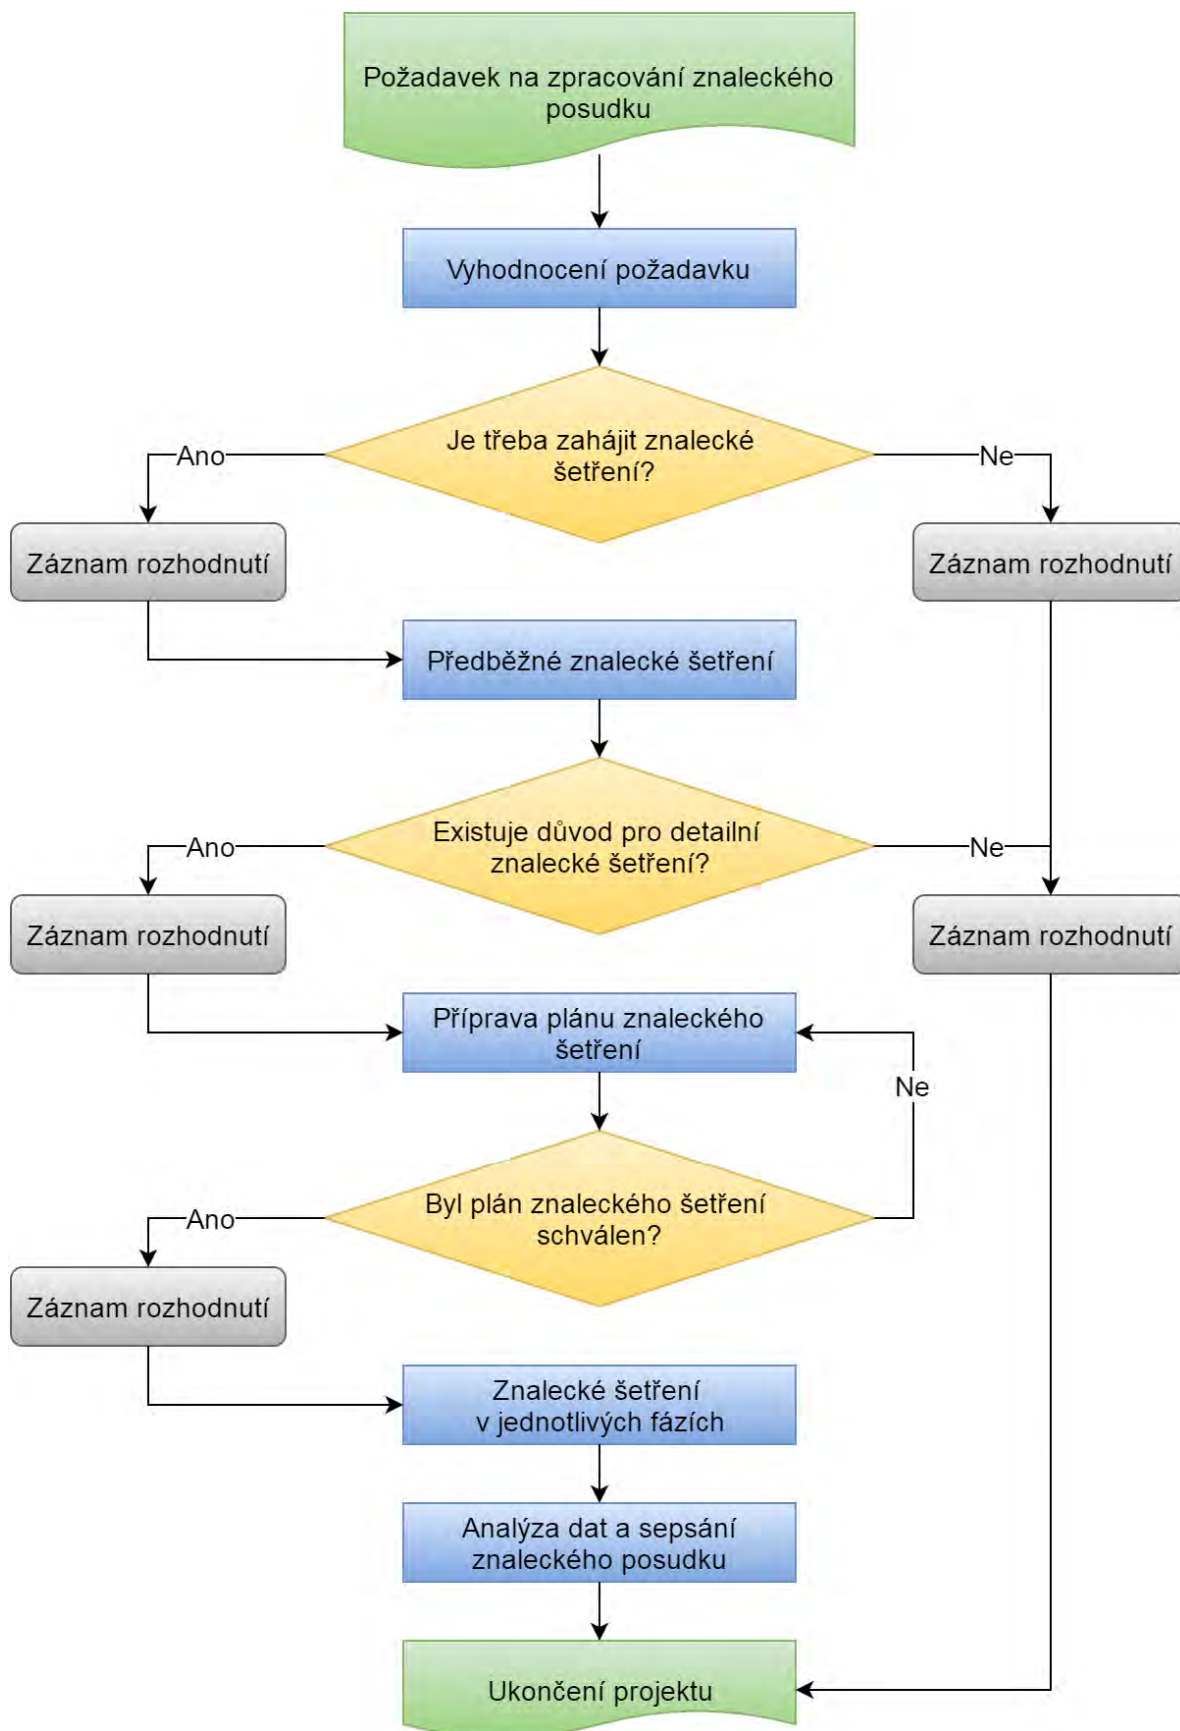 Požadavek na zpracování znaleckého
posudku
Vyhodnocení požadavku
Je třeba zahájit znalecké
šetření?
Ano
Ne
Záznam rozhodnutí
Záznam rozhodnutí
Předběžné znalecké šetření
Existuje důvod pro detailní
znalecké šetření?
Ano
Ne
Záznam rozhodnutí
Záznam rozhodnutí
Příprava plánu znaleckého
šetření
Ne
Byl plán znaleckého šetření
schválen?
Ano
Záznam rozhodnutí
Znalecké šetření
v jednotlivých fázích
Analýza dat a sepsání
znaleckého posudku
Ukončení projektu